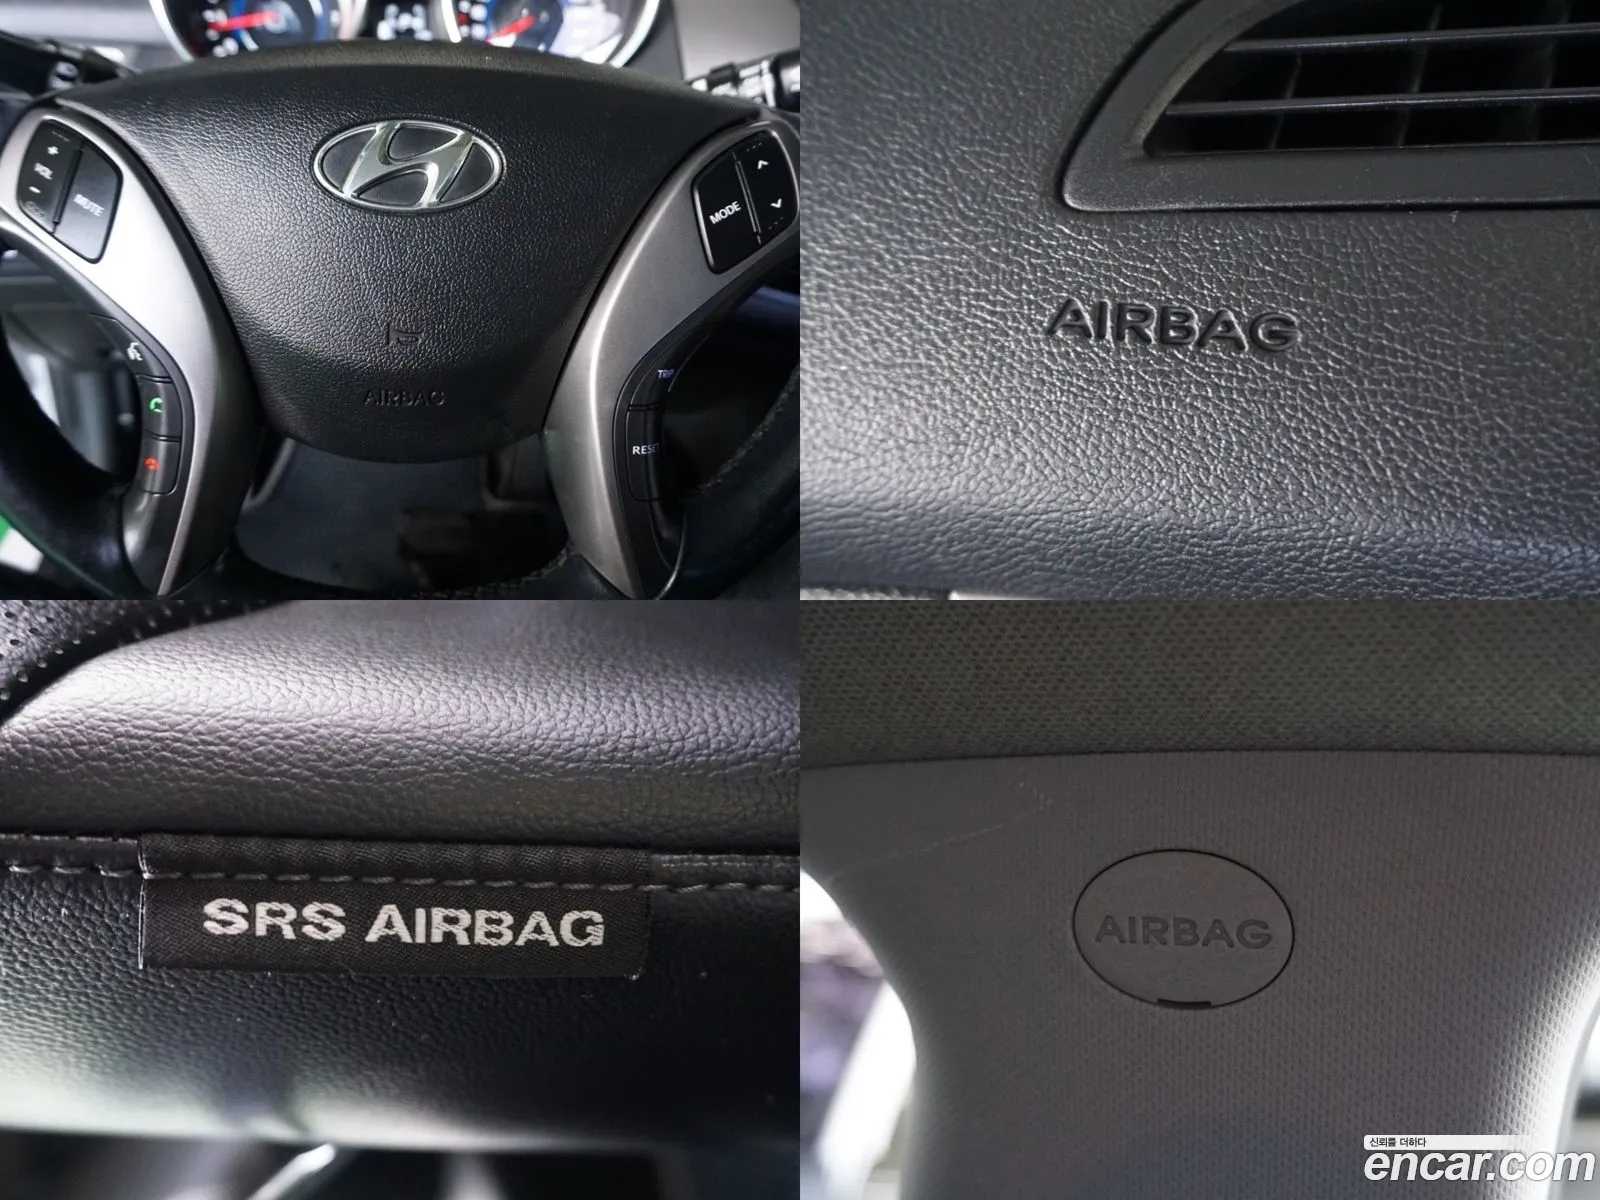 +
VOL
-
MUTE
MODE
TRIP
RESET
AIRBAG
AIRBAG
SRS AIRBAG
AIRBAG
신뢰를 더하다
encar.com